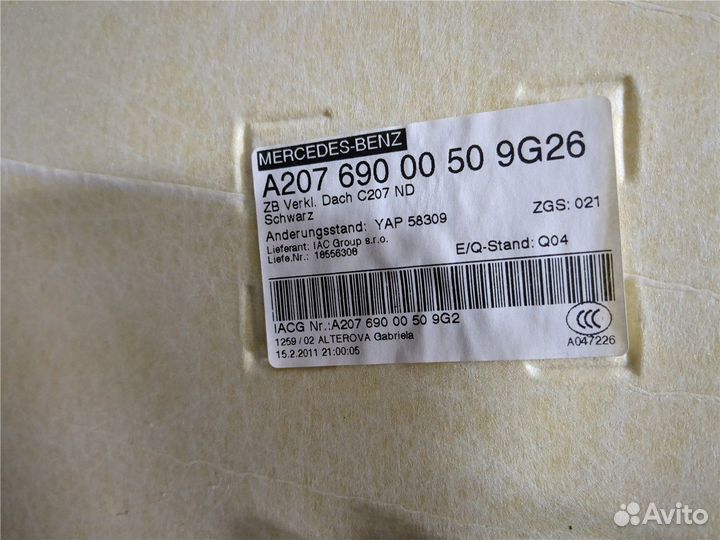 MERCEDES-BENZ
A207 690 00 50 9G26
ZB Verkl. Dach C207 ND
Schwarz
ZGS: 021
Anderungsstand: YAP 58309
Lieferant: IAC Group s.r.o.
E/Q-Stand: Q04
Liefe.Nr.: 18556308
IACG Nr.:A207 690 00 50 9G2
CCC
1259 / 02 ALTEROVA Gabriela
A047226
15.2.2011 21:00:05
Avito